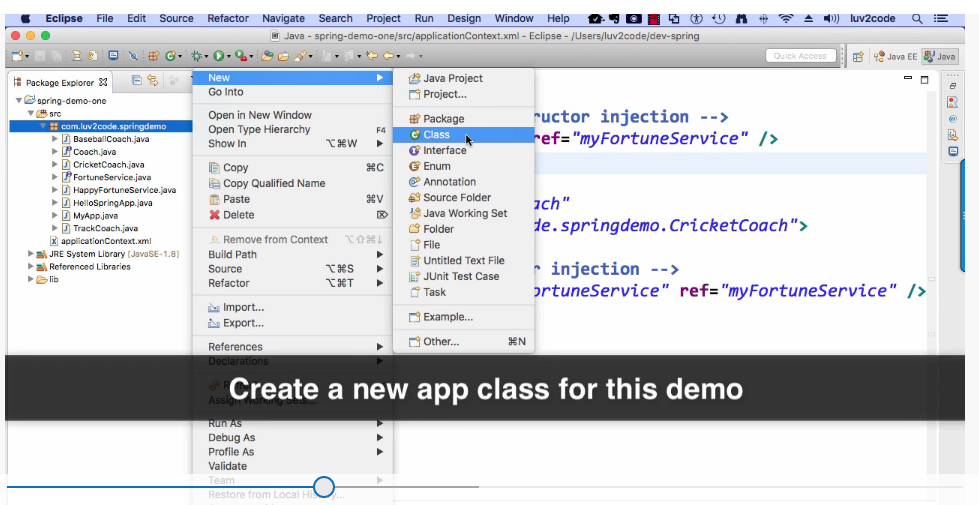 Eclipse File Edit Source Refactor Navigate Search Project Run Design Window Help luv2code
Java - spring-demo-one/src/applicationContext.xml - Eclipse - /Users/luv2code/dev-spring
Quick Access Java EE Java
Package Explorer
spring-demo-one
src
com.luv2code.springdemo
BaseballCoach.java
Coach.java
CricketCoach.java
FortuneService.java
HappyFortuneService.java
HelloSpringApp.java
MyApp.java
TrackCoach.java
applicationContext.xml
JRE System Library [JavaSE-1.8]
Referenced Libraries
lib
New
Go Into
Open in New Window
Open Type Hierarchy F4
Show In ⌥⌘W
Copy ⌘C
Copy Qualified Name
Paste ⌘V
Delete ⌦
Remove from Context ⌥⇧⌘↓
Build Path
Source ⌥⌘S
Refactor ⌥⌘T
Import...
Export...
References
Declarations
Assign Working Sets...
Run As
Debug As
Profile As
Validate
Team
Restore from Local History...
Java Project
Project...
Package
Class
Interface
Enum
Annotation
Source Folder
Java Working Set
Folder
File
Untitled Text File
JUnit Test Case
Task
Example...
Other... ⌘N
ructor injection -->
ref="myFortuneService" />
ach"
de.springdemo.CricketCoach">
r injection -->
ortuneService" ref="myFortuneService" />
Create a new app class for this demo